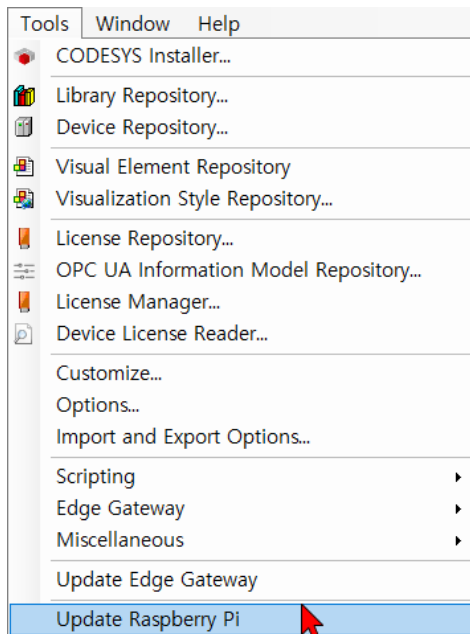 Tools Window Help
CODESYS Installer...
Library Repository...
Device Repository...
Visual Element Repository
Visualization Style Repository...
License Repository...
OPC UA Information Model Repository...
License Manager...
Device License Reader...
Customize...
Options...
Import and Export Options...
Scripting
Edge Gateway
Miscellaneous
Update Edge Gateway
Update Raspberry Pi